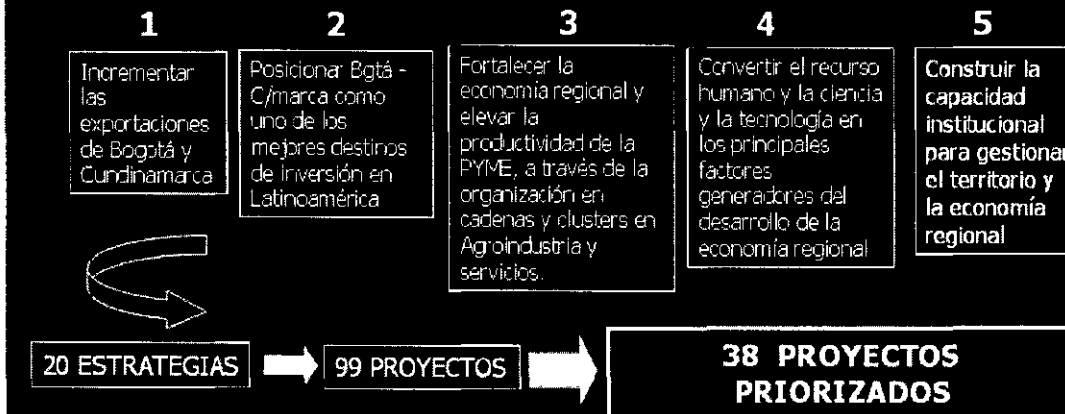 1
Incrementar
las
exportaciones
de Bogotá y
Cundinamarca
2
Posicionar Bgtá -
C/marca como
uno de los
mejores destinos
de inversión en
Latinoamérica
3
Fortalecer la
economía regional y
elevar la
productividad de la
PYME, a través de la
organización en
cadenas y clusters en
Agroindustria y
servicios.
4
Convertir el recurso
humano y la ciencia
y la tecnología en
los principales
factores
generadores del
desarrollo de la
economía regional
5
Construir la
capacidad
institucional
para gestionar
el territorio y
la economía
regional
20 ESTRATEGIAS
99 PROYECTOS
38 PROYECTOS
PRIORIZADOS